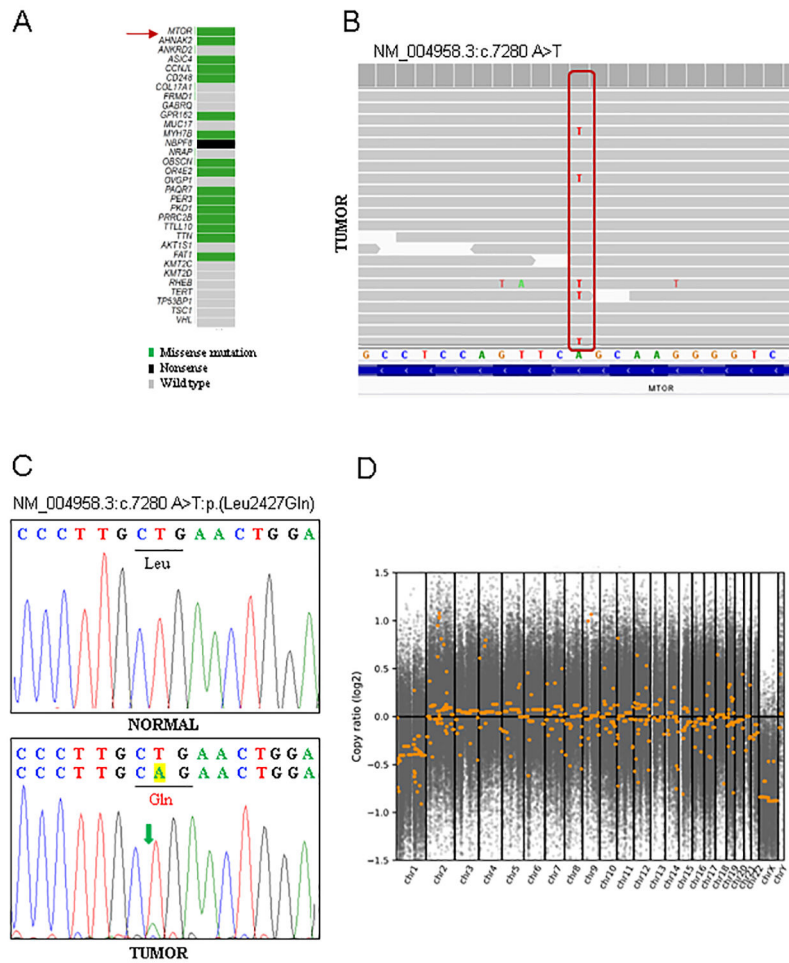 A
MTOR
AHNAK2
ANKRD2
ASIC4
CCNJL
CD248
COL17A1
FRMD1
GABRQ
GPR162
MUC17
MYH7B
NBPF6
NRAP
OBSCN
OR4E2
OVGP1
PAQR7
PER3
PKD1
PRRC2B
TTLL10
TTN
AKT1S1
FAT1
KMT2C
KMT2D
RHEB
TERT
TP53BP1
TSC1
VHL
Missense mutation
Nonsense
Wild type
B
NM_004958.3:c.7280 A>T
TUMOR
T
T
T A T T
T
T
G C C T C C A G T T C A G C A A G G G G T C
MTOR
C
NM_004958.3:c.7280 A>T:p.(Leu2427Gln)
C C C T T G C T G A A C T G G A
Leu
NORMAL
C C C T T G C T G A A C T G G A
C C C T T G C A G A A C T G G A
Gln
TUMOR
D
Copy ratio (log2)
1.5
1.0
0.5
0.0
−0.5
−1.0
−1.5
chr1
chr2
chr3
chr4
chr5
chr6
chr7
chr8
chr9
chr10
chr11
chr12
chr13
chr14
chr15
chr16
chr17
chr18
chr19
chr20
chr21
chr22
chrX
chrY